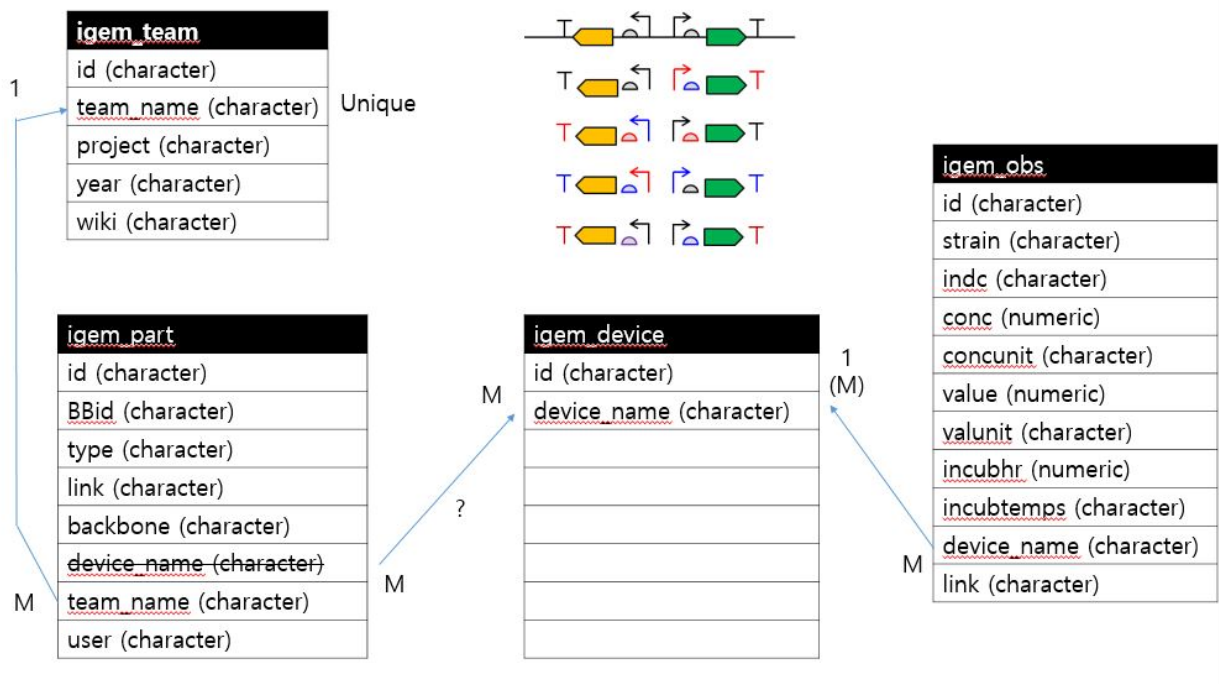 igem_team
id (character)
team_name (character)
project (character)
year (character)
wiki (character)
1
Unique
T T
T T
T T
T T
T T
igem_part
id (character)
BBid (character)
type (character)
link (character)
backbone (character)
device_name (character)
team_name (character)
user (character)
M
M
?
M
igem_device
id (character)
device_name (character)
1
(M)
M
igem_obs
id (character)
strain (character)
indc (character)
conc (numeric)
concunit (character)
value (numeric)
valunit (character)
incubhr (numeric)
incubtemps (character)
device_name (character)
link (character)